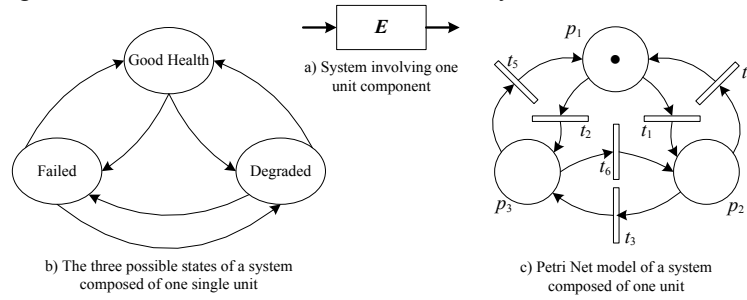 E
a) System involving one
unit component
Good Health
Failed
Degraded
b) The three possible states of a system
composed of one single unit
p1
t5
t
t2
t1
t6
p3
p2
t3
c) Petri Net model of a system
composed of one unit